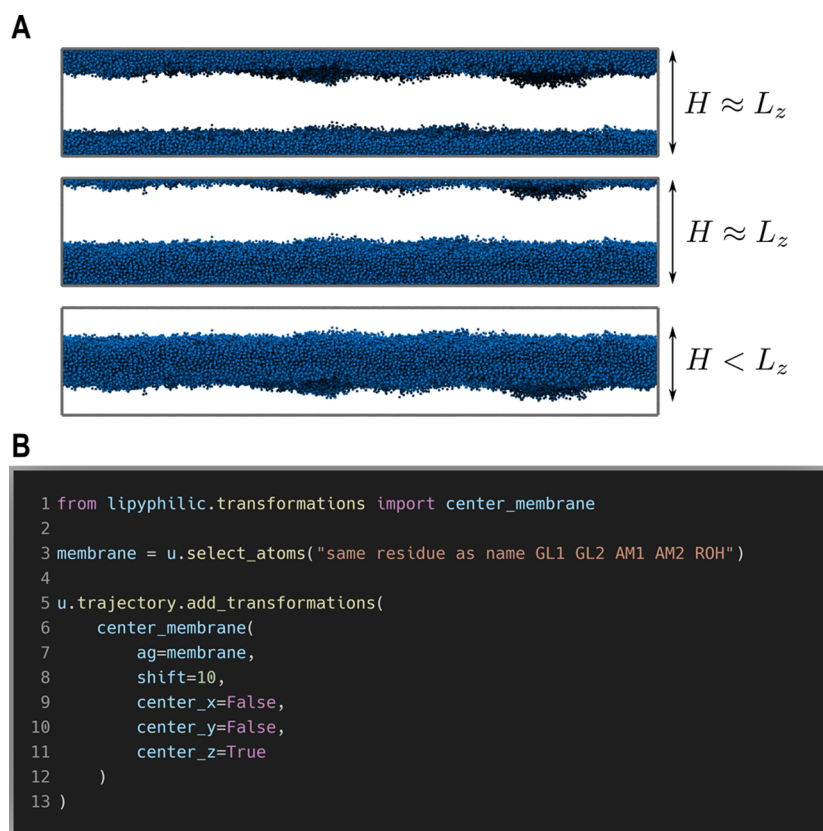 A
H ≈ L_z
H ≈ L_z
H < L_z
B
1 from lipyphilic.transformations import center_membrane
2
3 membrane = u.select_atoms("same residue as name GL1 GL2 AM1 AM2 ROH")
4
5 u.trajectory.add_transformations(
6     center_membrane(
7         ag=membrane,
8         shift=10,
9         center_x=False,
10         center_y=False,
11         center_z=True
12     )
13 )